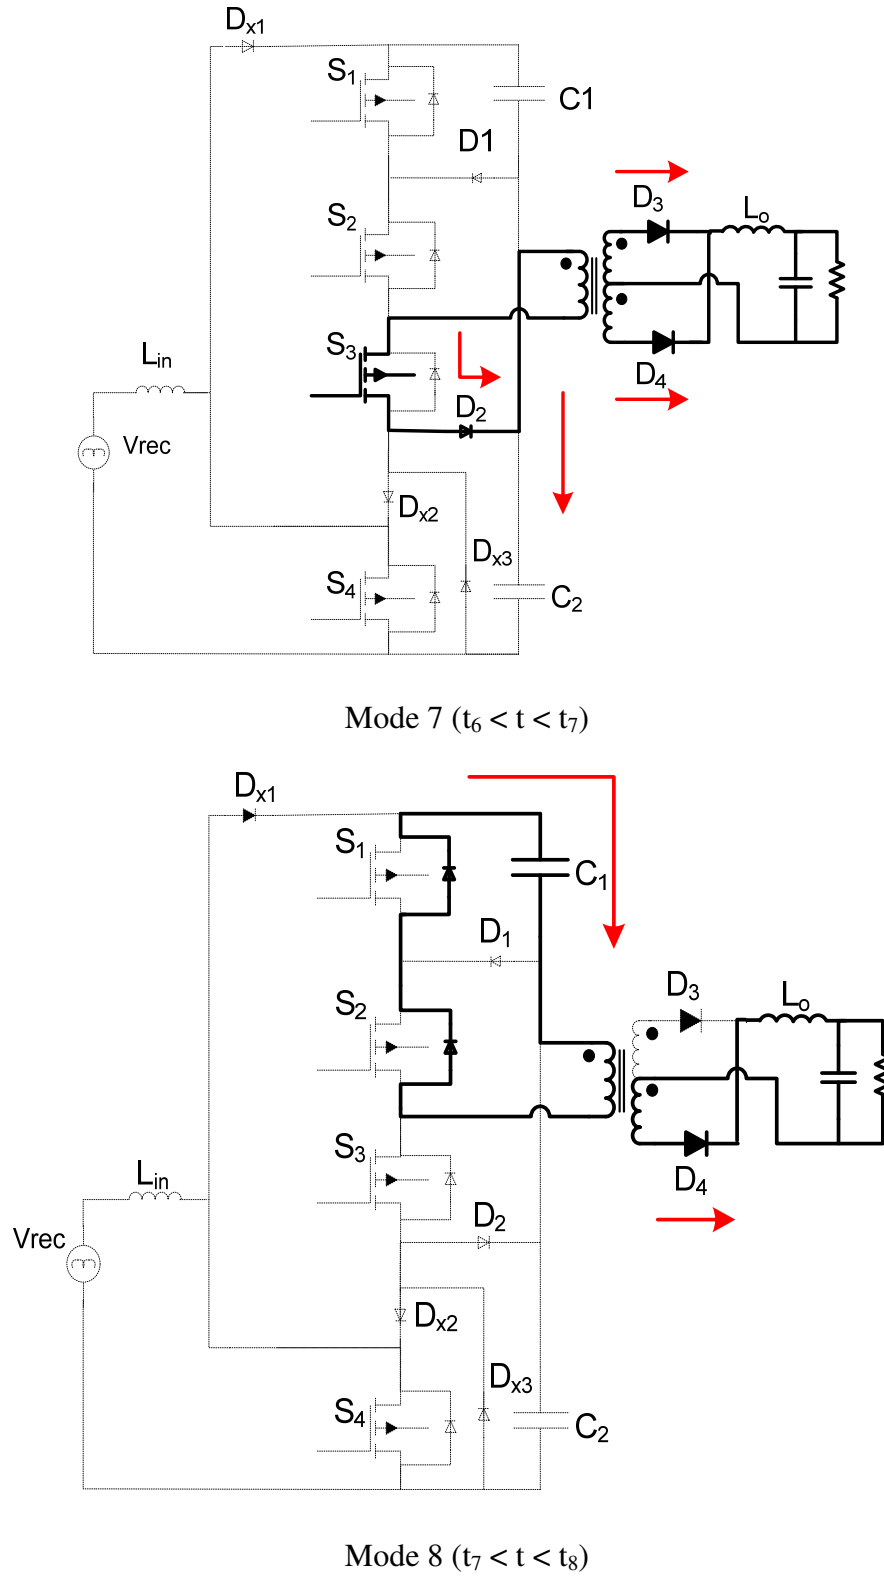 Dx1
S1
C1
D1
D3
Lo
S2
S3
Lin
D4
D2
Vrec
Dx2
Dx3
S4
C2
Mode 7 (t6 < t < t7)
Dx1
S1
C1
D1
D3
Lo
S2
S3
D4
Lin
D2
Vrec
Dx2
Dx3
S4
C2
Mode 8 (t7 < t < t8)